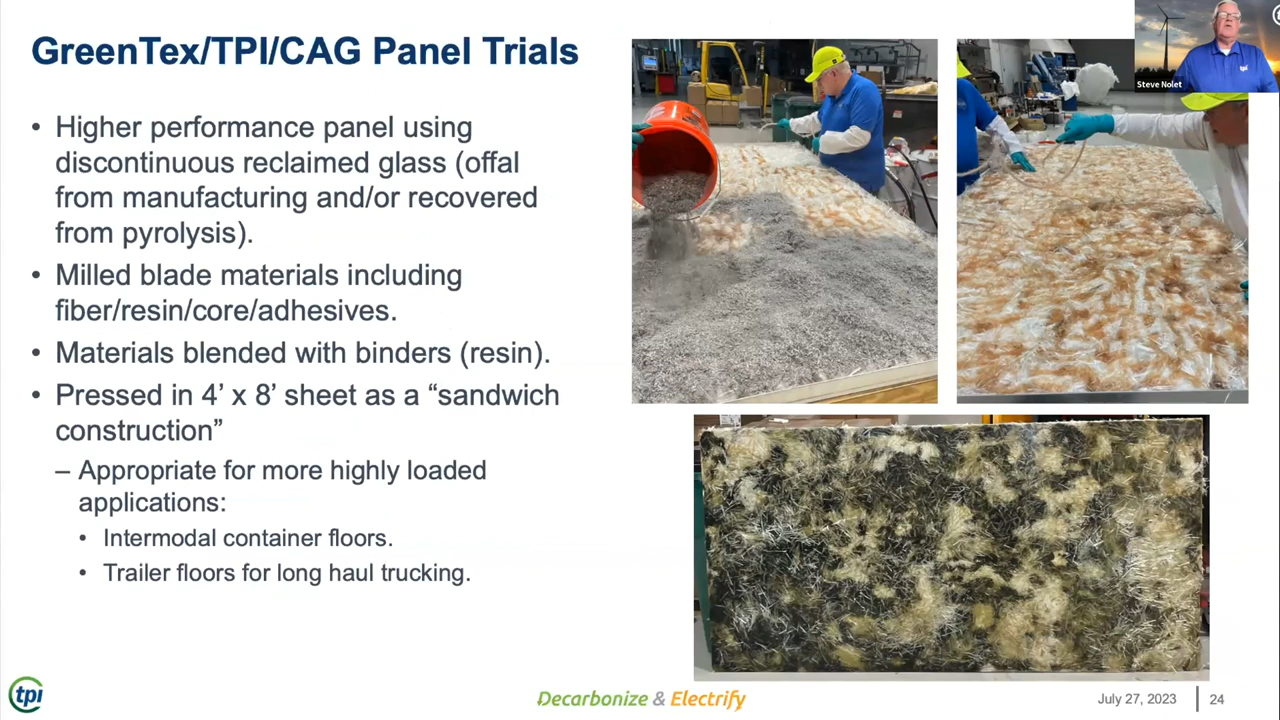 GreenTex/TPI/CAG Panel Trials
• Higher performance panel using
discontinuous reclaimed glass (offal
from manufacturing and/or recovered
from pyrolysis).
• Milled blade materials including
fiber/resin/core/adhesives.
• Materials blended with binders (resin).
• Pressed in 4’ x 8’ sheet as a “sandwich
construction”
– Appropriate for more highly loaded
applications:
• Intermodal container floors.
• Trailer floors for long haul trucking.
Steve Nolet
tpi
Decarbonize & Electrify
July 27, 2023
24